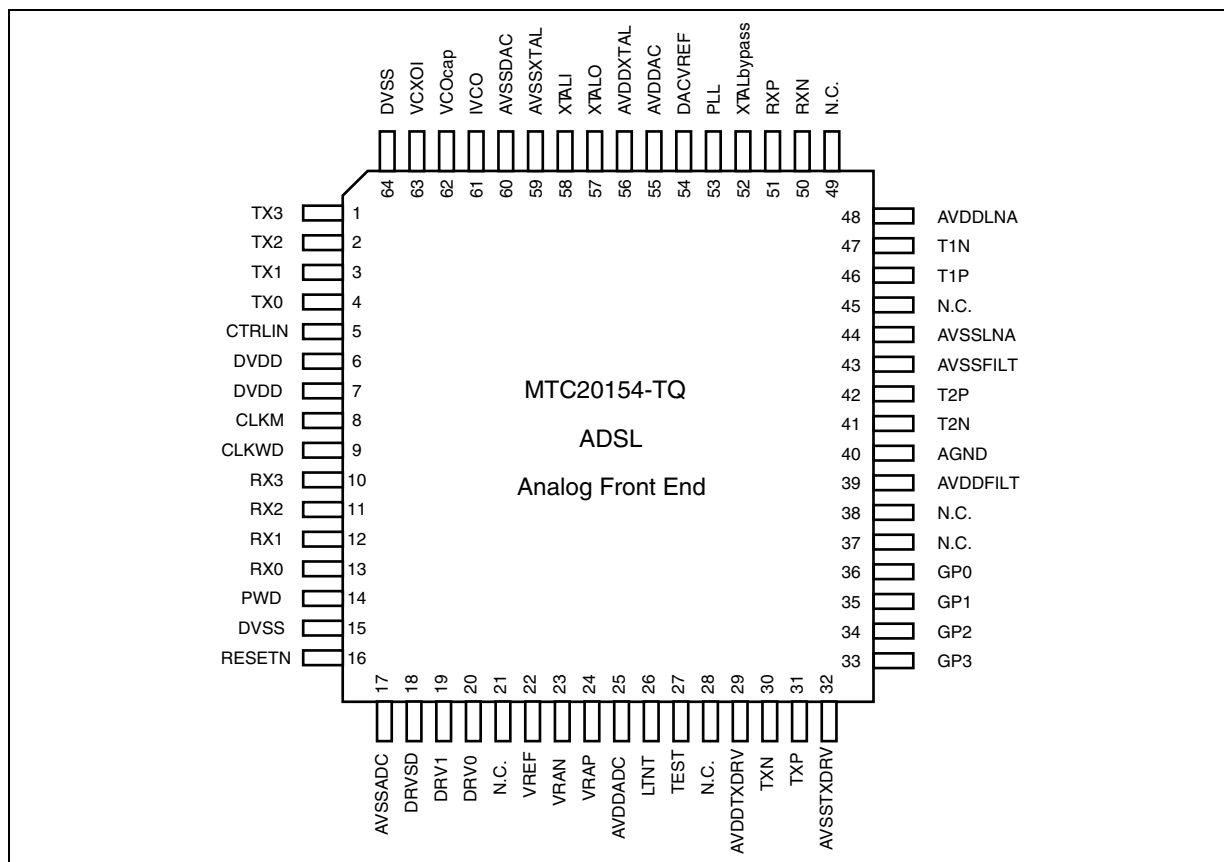 DVSS
VCXOI
VCOcap
IVCO
AVSSDAC
AVSSXTAL
XTALI
XTALO
AVDDXTAL
AVDDAC
DACVREF
PLL
XTALbypass
RXP
RXN
N.C.
64 63 62 61 60 59 58 57 56 55 54 53 52 51 50 49
TX3 1
TX2 2
TX1 3
TX0 4
CTRLIN 5
DVDD 6
DVDD 7
CLKM 8
CLKWD 9
RX3 10
RX2 11
RX1 12
RX0 13
PWD 14
DVSS 15
RESETN 16
MTC20154-TQ
ADSL
Analog Front End
48 AVDDLNA
47 T1N
46 T1P
45 N.C.
44 AVSSLNA
43 AVSSFILT
42 T2P
41 T2N
40 AGND
39 AVDDFILT
38 N.C.
37 N.C.
36 GP0
35 GP1
34 GP2
33 GP3
17 18 19 20 21 22 23 24 25 26 27 28 29 30 31 32
AVSSADC
DRVSD
DRV1
DRV0
N.C.
VREF
VRAN
VRAP
AVDDADC
LTNT
TEST
N.C.
AVDDTXDRV
TXN
TXP
AVSSTXDRV